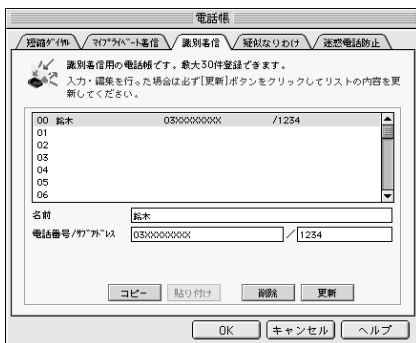 電話帳
短縮ﾀﾞｲﾔﾙ ﾏｲﾌﾟﾗｲﾍﾞｰﾄ着信 識別着信 疑似なりわけ 迷惑電話防止
識別着信用の電話帳です。最大30件登録できます。
入力・編集を行った場合は必ず[更新]ボタンをクリックしてリストの内容を更
新してください。
00 鈴木 03XXXXXXXX /1234
01
02
03
04
05
06
名前 鈴木
電話番号/ｻﾌﾞｱﾄﾞﾚｽ 03XXXXXXXX / 1234
コピー 貼り付け 削除 更新
OK キャンセル ヘルプ